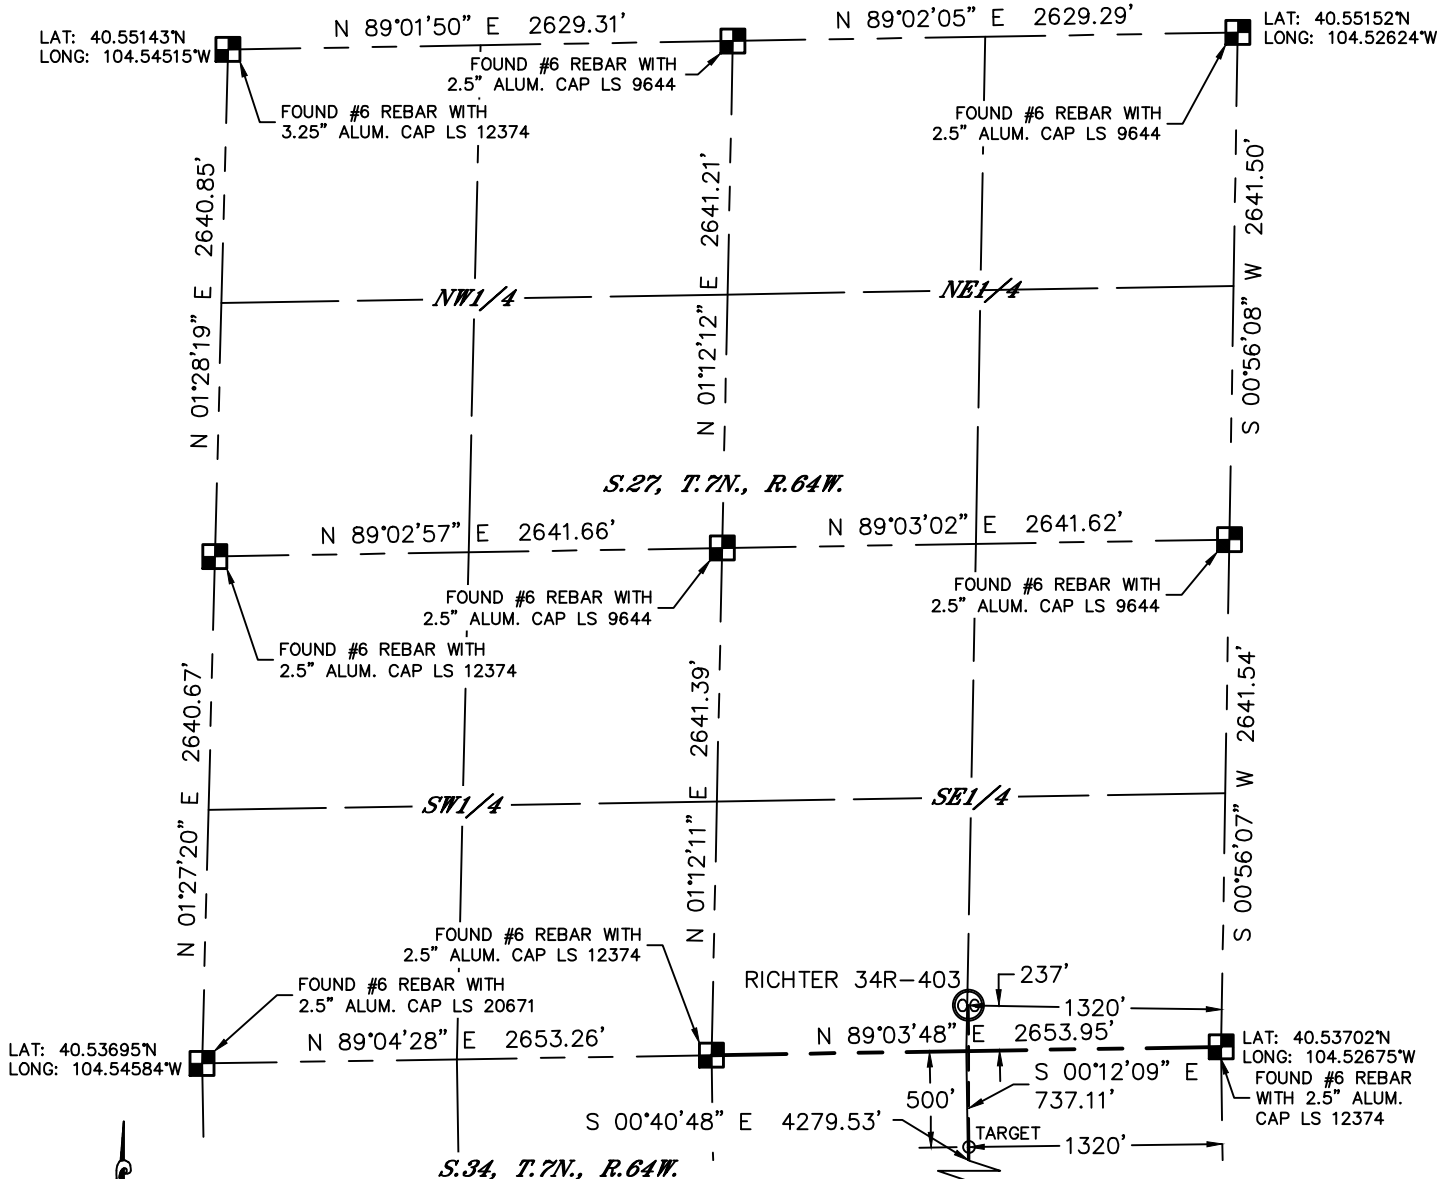 N 89°01'50" E 2629.31'
N 89°02'05" E 2629.29'
LAT: 40.55143°N
LONG: 104.54515°W
LAT: 40.55152°N
LONG: 104.52624°W
FOUND #6 REBAR WITH
2.5" ALUM. CAP LS 9644
FOUND #6 REBAR WITH
3.25" ALUM. CAP LS 12374
FOUND #6 REBAR WITH
2.5" ALUM. CAP LS 9644
N 01°28'19" E 2640.85'
N 01°12'12" E 2641.21'
S 00°56'08" W 2641.50'
NW1/4
NE1/4
S.27, T.7N., R.64W.
N 89°02'57" E 2641.66'
N 89°03'02" E 2641.62'
FOUND #6 REBAR WITH
2.5" ALUM. CAP LS 9644
FOUND #6 REBAR WITH
2.5" ALUM. CAP LS 9644
FOUND #6 REBAR WITH
2.5" ALUM. CAP LS 12374
N 01°27'20" E 2640.67'
N 01°12'11" E 2641.39'
S 00°56'07" W 2641.54'
SW1/4
SE1/4
FOUND #6 REBAR WITH
2.5" ALUM. CAP LS 12374
FOUND #6 REBAR WITH
2.5" ALUM. CAP LS 20671
RICHTER 34R-403
237'
1320'
N 89°04'28" E 2653.26'
N 89°03'48" E 2653.95'
LAT: 40.53695°N
LONG: 104.54584°W
LAT: 40.53702°N
LONG: 104.52675°W
FOUND #6 REBAR
WITH 2.5" ALUM.
CAP LS 12374
S 00°12'09" E
737.11'
500'
S 00°40'48" E 4279.53'
TARGET
1320'
S.34, T.7N., R.64W.